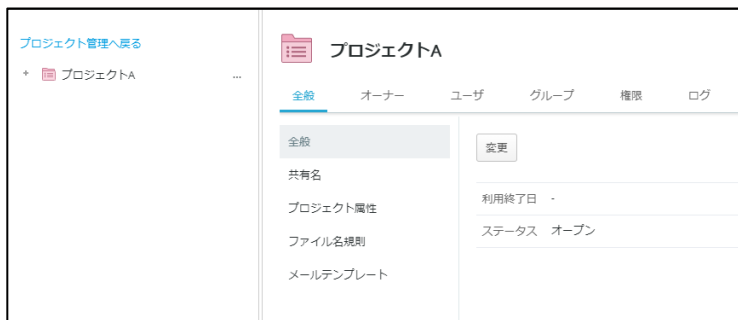 プロジェクト管理へ戻る
+ プロジェクトA ...
プロジェクトA
全般 オーナー ユーザ グループ 権限 ログ
全般
共有名
プロジェクト属性
ファイル名規則
メールテンプレート
変更
利用終了日 -
ステータス オープン